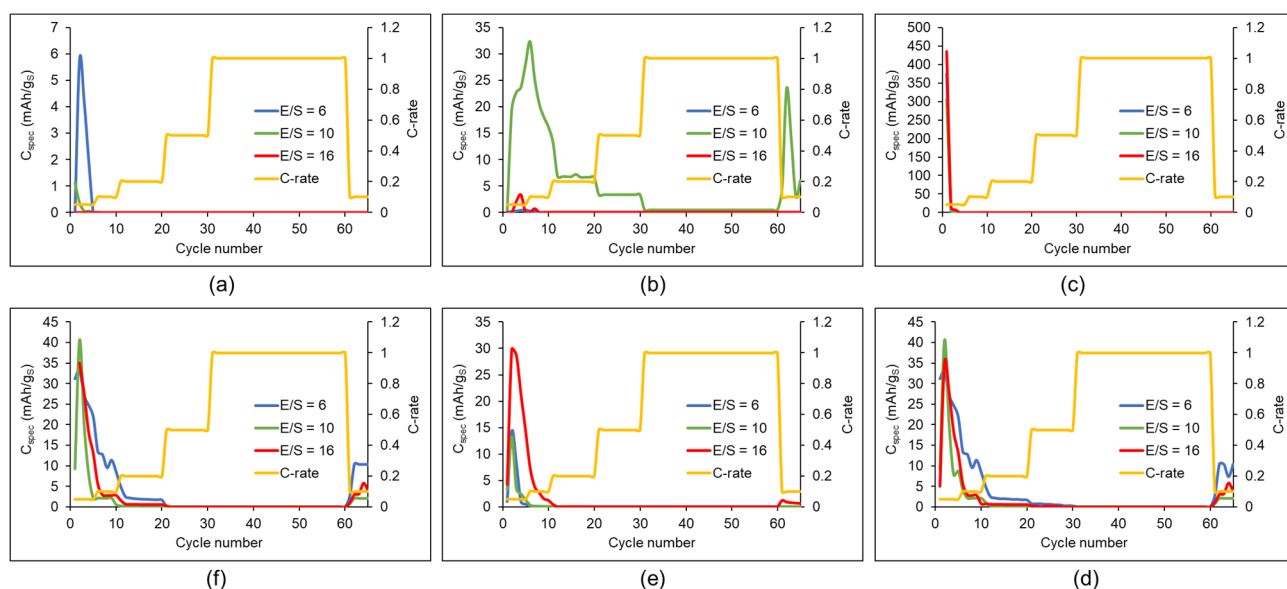 7
6
5
4
3
2
1
0
C_spec (mAh/g_S)
1.2
1
0.8
0.6
0.4
0.2
0
C-rate
E/S = 6
E/S = 10
E/S = 16
C-rate
0 10 20 30 40 50 60
Cycle number
(a)
35
30
25
20
15
10
5
0
C_spec (mAh/g_S)
1.2
1
0.8
0.6
0.4
0.2
0
C-rate
E/S = 6
E/S = 10
E/S = 16
C-rate
0 10 20 30 40 50 60
Cycle number
(b)
500
450
400
350
300
250
200
150
100
50
0
C_spec (mAh/g_S)
1.2
1
0.8
0.6
0.4
0.2
0
C-rate
E/S = 6
E/S = 10
E/S = 16
C-rate
0 10 20 30 40 50 60
Cycle number
(c)
45
40
35
30
25
20
15
10
5
0
C_spec (mAh/g_S)
1.2
1
0.8
0.6
0.4
0.2
0
C-rate
E/S = 6
E/S = 10
E/S = 16
C-rate
0 10 20 30 40 50 60
Cycle number
(f)
35
30
25
20
15
10
5
0
C_spec (mAh/g_S)
1.2
1
0.8
0.6
0.4
0.2
0
C-rate
E/S = 6
E/S = 10
E/S = 16
C-rate
0 10 20 30 40 50 60
Cycle number
(e)
45
40
35
30
25
20
15
10
5
0
C_spec (mAh/g_S)
1.2
1
0.8
0.6
0.4
0.2
0
C-rate
E/S = 6
E/S = 10
E/S = 16
C-rate
0 10 20 30 40 50 60
Cycle number
(d)